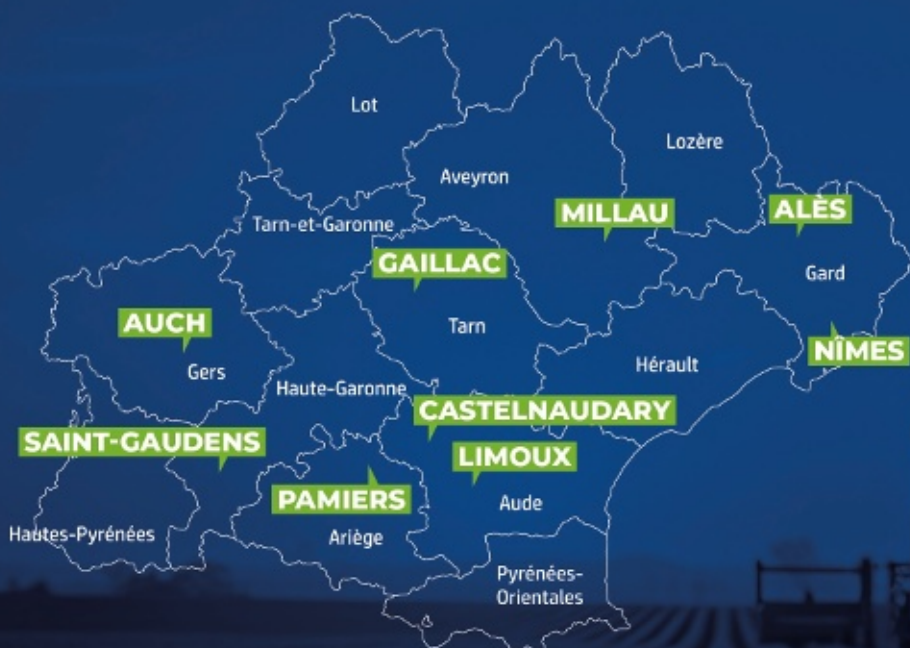 Lot
Lozère
Aveyron
MILLAU
ALÈS
Tarn-et-Garonne
GAILLAC
Gard
AUCH
Tarn
NÎMES
Hérault
Gers
Haute-Garonne
CASTELNAUDARY
SAINT-GAUDENS
LIMOUX
PAMIERS
Aude
Hautes-Pyrénées
Ariège
Pyrénées-
Orientales